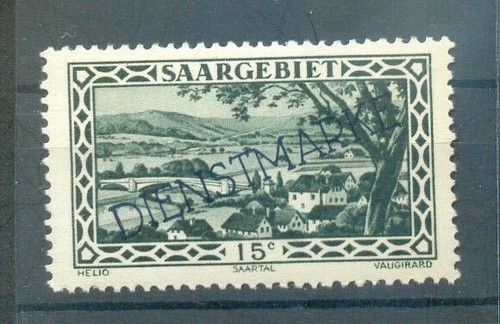 SAARGEBIET
DIENSTMARKE
15c
HELIO SAARTAL VAUGIRARD